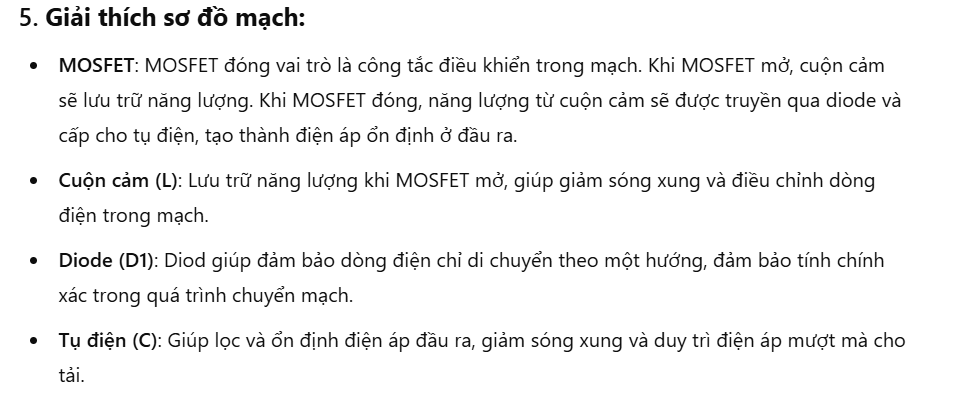 5. Giải thích sơ đồ mạch:
• MOSFET: MOSFET đóng vai trò là công tắc điều khiển trong mạch. Khi MOSFET mở, cuộn cảm
sẽ lưu trữ năng lượng. Khi MOSFET đóng, năng lượng từ cuộn cảm sẽ được truyền qua diode và
cấp cho tụ điện, tạo thành điện áp ổn định ở đầu ra.
• Cuộn cảm (L): Lưu trữ năng lượng khi MOSFET mở, giúp giảm sóng xung và điều chỉnh dòng
điện trong mạch.
• Diode (D1): Diod giúp đảm bảo dòng điện chỉ di chuyển theo một hướng, đảm bảo tính chính
xác trong quá trình chuyển mạch.
• Tụ điện (C): Giúp lọc và ổn định điện áp đầu ra, giảm sóng xung và duy trì điện áp mượt mà cho
tải.